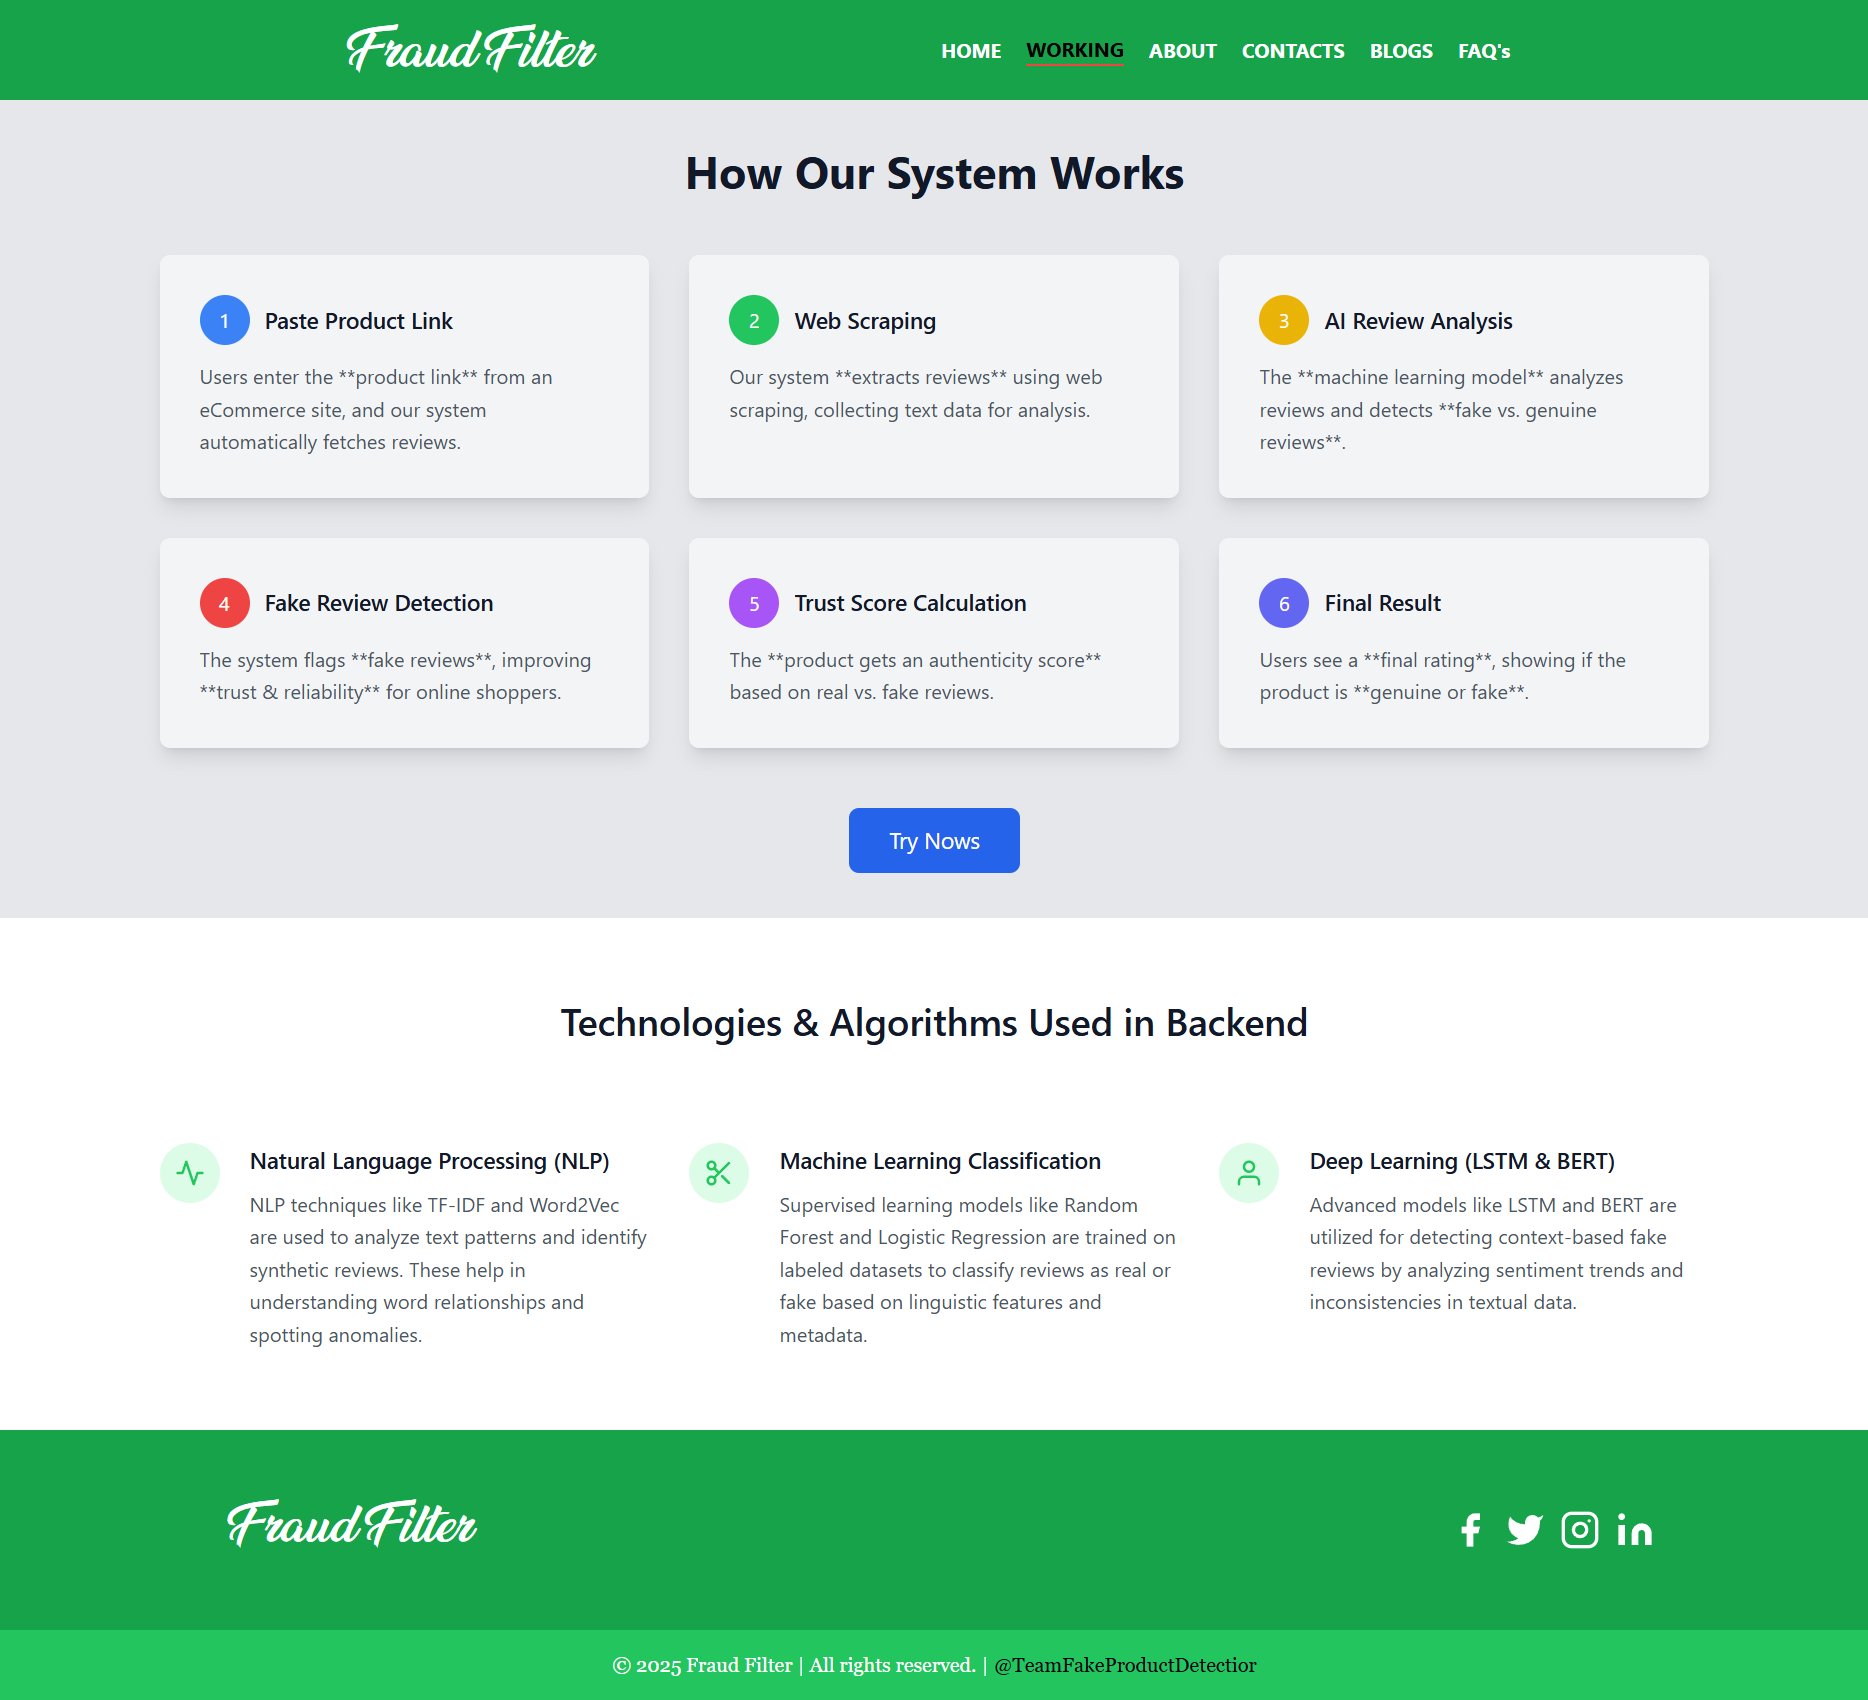 Fraud Filter
HOME WORKING ABOUT CONTACTS BLOGS FAQ's
How Our System Works
1 Paste Product Link
Users enter the **product link** from an
eCommerce site, and our system
automatically fetches reviews.
2 Web Scraping
Our system **extracts reviews** using web
scraping, collecting text data for analysis.
3 AI Review Analysis
The **machine learning model** analyzes
reviews and detects **fake vs. genuine
reviews**.
4 Fake Review Detection
The system flags **fake reviews**, improving
**trust & reliability** for online shoppers.
5 Trust Score Calculation
The **product gets an authenticity score**
based on real vs. fake reviews.
6 Final Result
Users see a **final rating**, showing if the
product is **genuine or fake**.
Try Nows
Technologies & Algorithms Used in Backend
Natural Language Processing (NLP)
NLP techniques like TF-IDF and Word2Vec
are used to analyze text patterns and identify
synthetic reviews. These help in
understanding word relationships and
spotting anomalies.
Machine Learning Classification
Supervised learning models like Random
Forest and Logistic Regression are trained on
labeled datasets to classify reviews as real or
fake based on linguistic features and
metadata.
Deep Learning (LSTM & BERT)
Advanced models like LSTM and BERT are
utilized for detecting context-based fake
reviews by analyzing sentiment trends and
inconsistencies in textual data.
Fraud Filter
© 2025 Fraud Filter | All rights reserved. | @TeamFakeProductDetectior